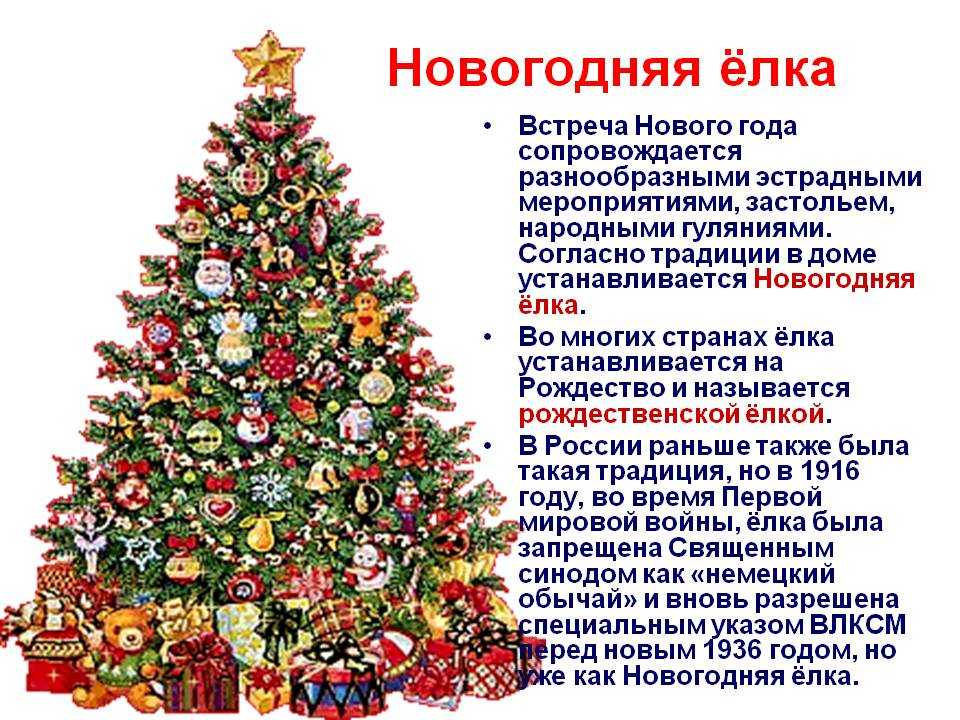 Новогодняя ёлка
• Встреча Нового года
сопровождается
разнообразными эстрадными
мероприятиями, застольем,
народными гуляниями.
Согласно традиции в доме
устанавливается Новогодняя
ёлка.
• Во многих странах ёлка
устанавливается на
Рождество и называется
рождественской ёлкой.
• В России раньше также была
такая традиция, но в 1916
году, во время Первой
мировой войны, ёлка была
запрещена Священным
синодом как «немецкий
обычай» и вновь разрешена
специальным указом ВЛКСМ
перед новым 1936 годом, но
уже как Новогодняя ёлка.